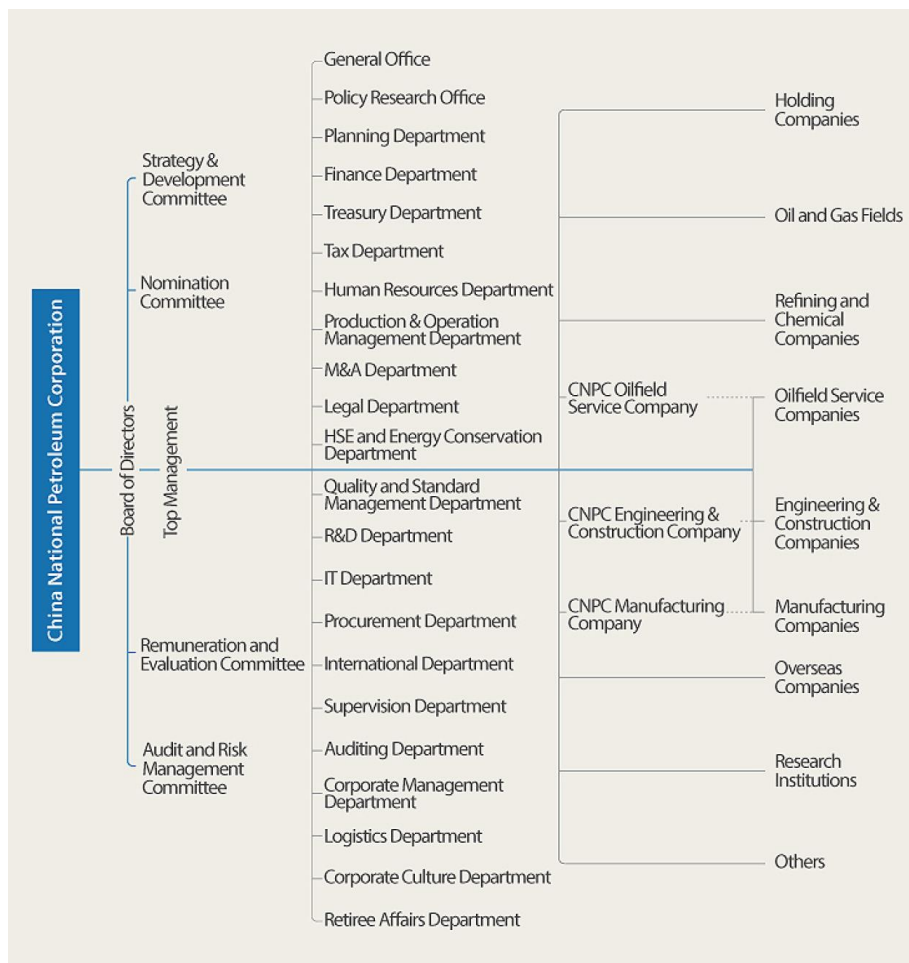 China National Petroleum Corporation
Board of Directors
Top Management
Strategy &
Development
Committee
Nomination
Committee
Remuneration and
Evaluation Committee
Audit and Risk
Management
Committee
General Office
Policy Research Office
Planning Department
Finance Department
Treasury Department
Tax Department
Human Resources Department
Production & Operation
Management Department
M&A Department
Legal Department
HSE and Energy Conservation
Department
Quality and Standard
Management Department
R&D Department
IT Department
Procurement Department
International Department
Supervision Department
Auditing Department
Corporate Management
Department
Logistics Department
Corporate Culture Department
Retiree Affairs Department
CNPC Oilfield
Service Company
CNPC Engineering &
Construction Company
CNPC Manufacturing
Company
Holding
Companies
Oil and Gas Fields
Refining and
Chemical
Companies
Oilfield Service
Companies
Engineering &
Construction
Companies
Manufacturing
Companies
Overseas
Companies
Research
Institutions
Others